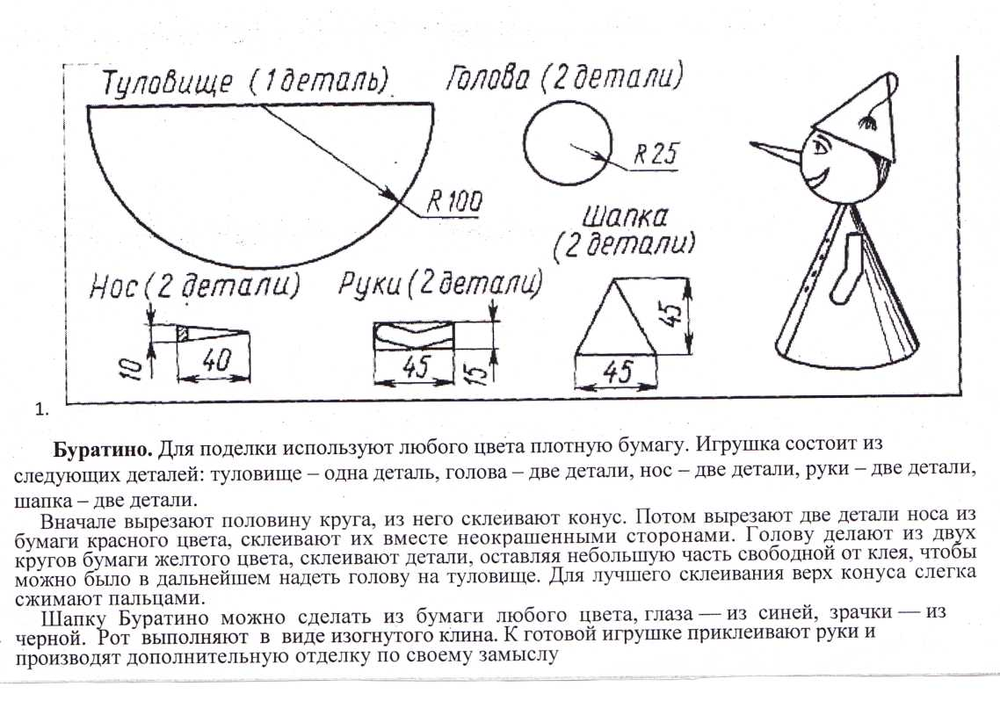 Туловище (1 деталь)
Голова (2 детали)
R 100
R 25
Шапка
(2 детали)
Нос (2 детали)
Руки (2 детали)
10
40
45
15
45
45
1.
Буратино. Для поделки используют любого цвета плотную бумагу. Игрушка состоит из
следующих деталей: туловище – одна деталь, голова – две детали, нос – две детали, руки – две детали,
шапка – две детали.
Вначале вырезают половину круга, из него склеивают конус. Потом вырезают две детали носа из
бумаги красного цвета, склеивают их вместе неокрашенными сторонами. Голову делают из двух
кругов бумаги желтого цвета, склеивают детали, оставляя небольшую часть свободной от клея, чтобы
можно было в дальнейшем надеть голову на туловище. Для лучшего склеивания верх конуса слегка
сжимают пальцами.
Шапку Буратино можно сделать из бумаги любого цвета, глаза — из синей, зрачки — из
черной. Рот выполняют в виде изогнутого клина. К готовой игрушке приклеивают руки и
производят дополнительную отделку по своему замыслу